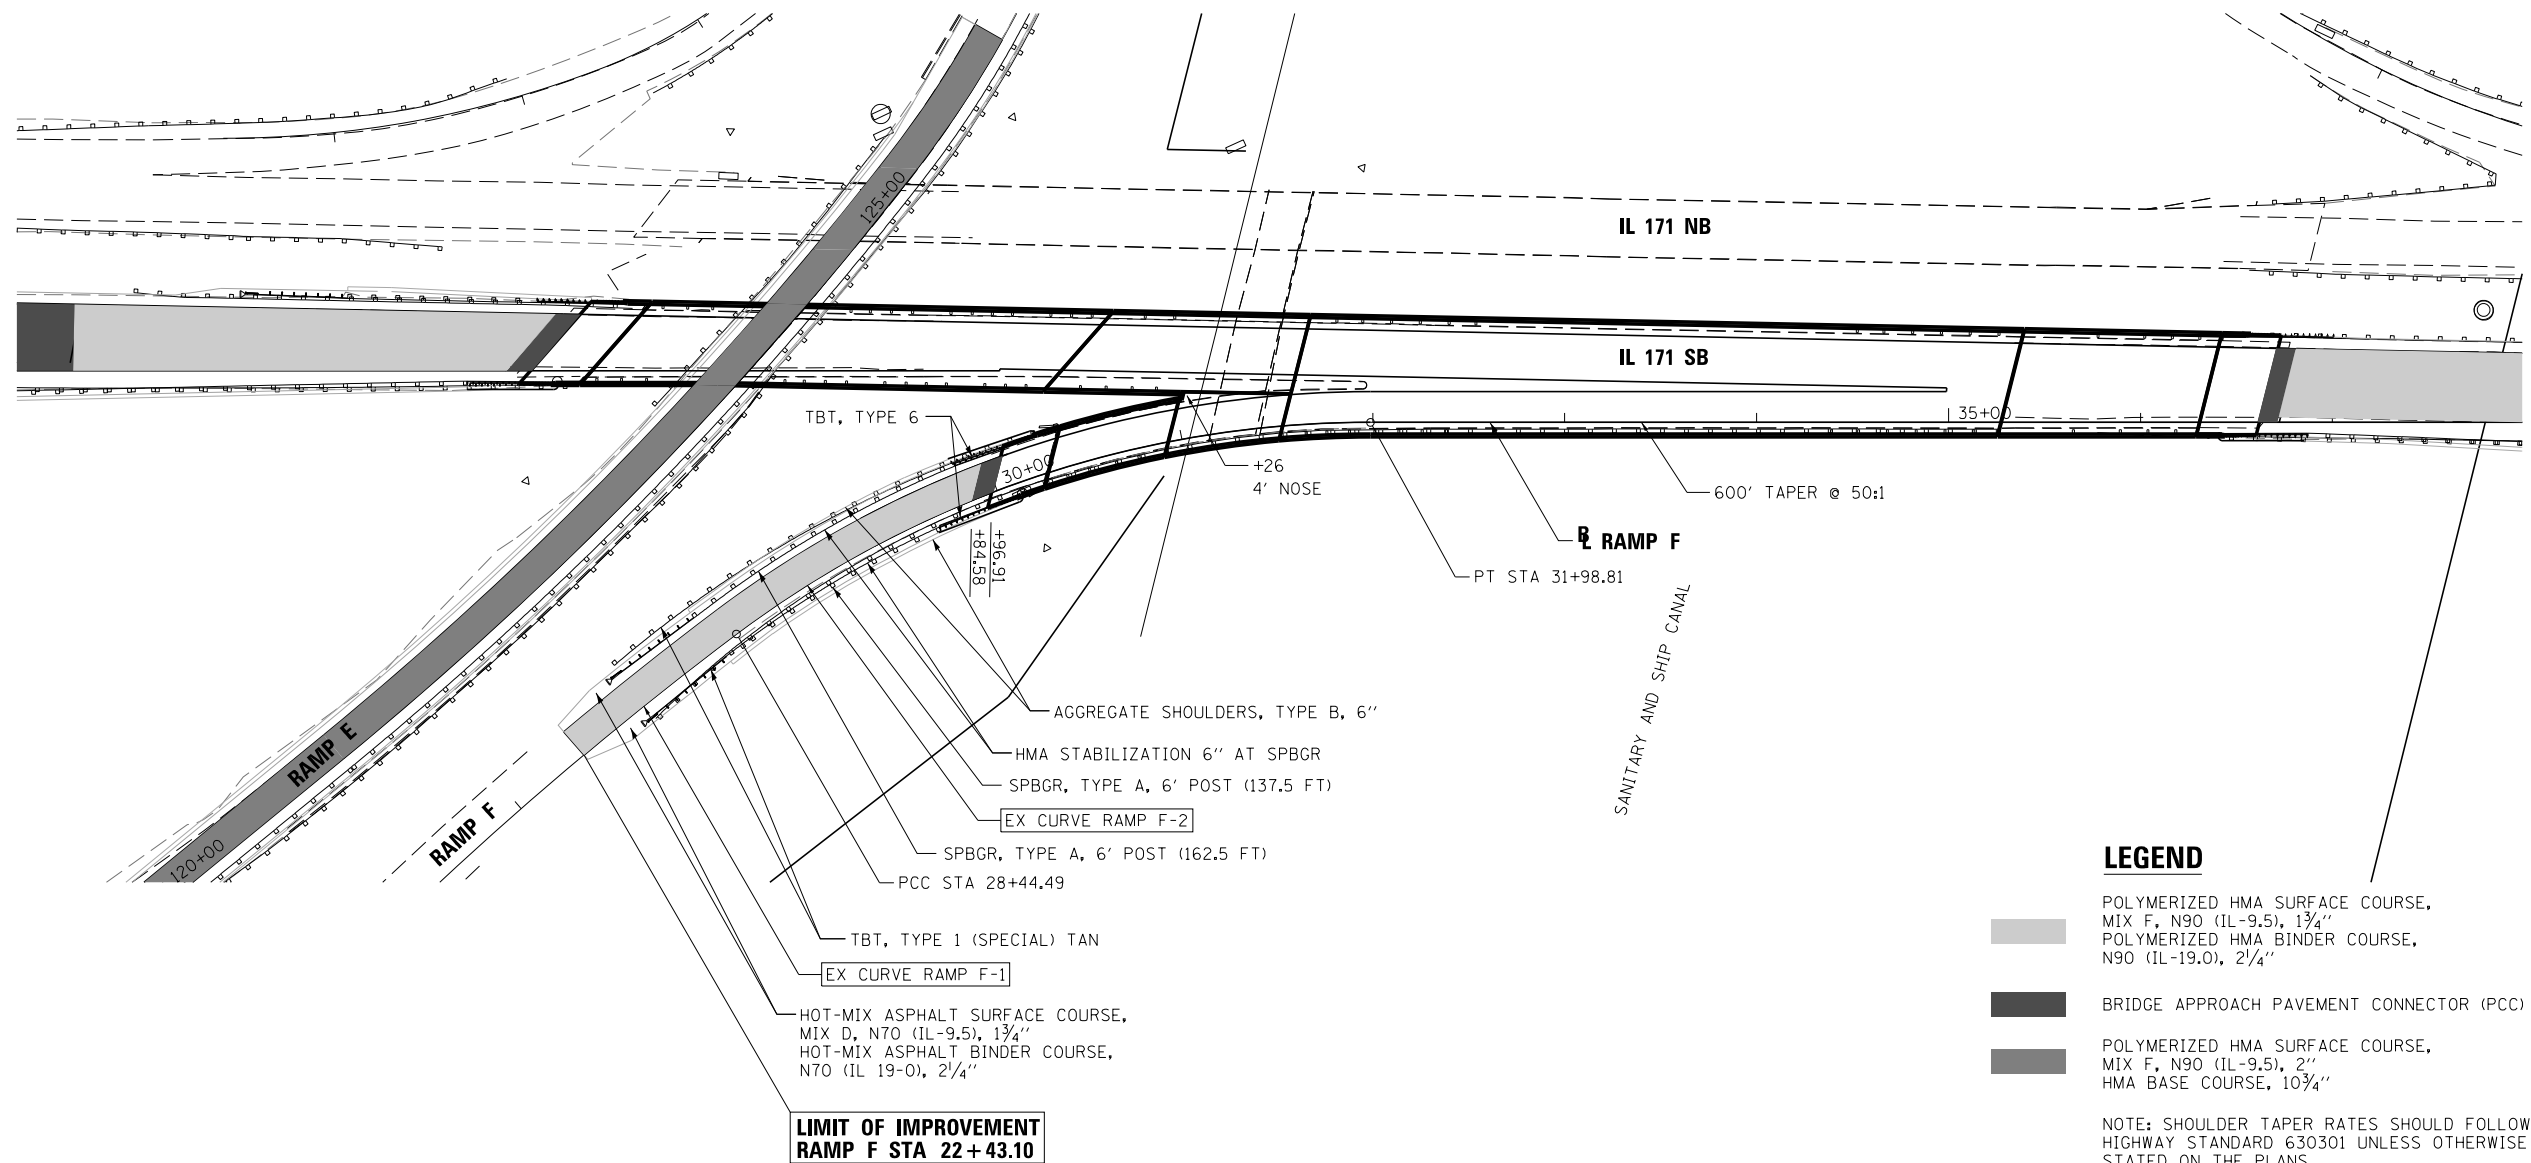 125+00
IL 171 NB
IL 171 SB
TBT, TYPE 6
35+00
30+00
+26
4' NOSE
600' TAPER @ 50:1
+96.91
+84.58
RAMP F
PT STA 31+98.81
SANITARY AND SHIP CANAL
AGGREGATE SHOULDERS, TYPE B, 6''
HMA STABILIZATION 6'' AT SPBGR
SPBGR, TYPE A, 6' POST (137.5 FT)
EX CURVE RAMP F-2
SPBGR, TYPE A, 6' POST (162.5 FT)
PCC STA 28+44.49
RAMP E
RAMP F
120+00
TBT, TYPE 1 (SPECIAL) TAN
EX CURVE RAMP F-1
HOT-MIX ASPHALT SURFACE COURSE,
MIX D, N70 (IL-9.5), 1¾''
HOT-MIX ASPHALT BINDER COURSE,
N70 (IL 19-0), 2¼''
LIMIT OF IMPROVEMENT
RAMP F STA 22+43.10
LEGEND
POLYMERIZED HMA SURFACE COURSE,
MIX F, N90 (IL-9.5), 1¾''
POLYMERIZED HMA BINDER COURSE,
N90 (IL-19.0), 2¼''
BRIDGE APPROACH PAVEMENT CONNECTOR (PCC)
POLYMERIZED HMA SURFACE COURSE,
MIX F, N90 (IL-9.5), 2''
HMA BASE COURSE, 10¾''
NOTE: SHOULDER TAPER RATES SHOULD FOLLOW
HIGHWAY STANDARD 630301 UNLESS OTHERWISE
STATED ON THE PLANS